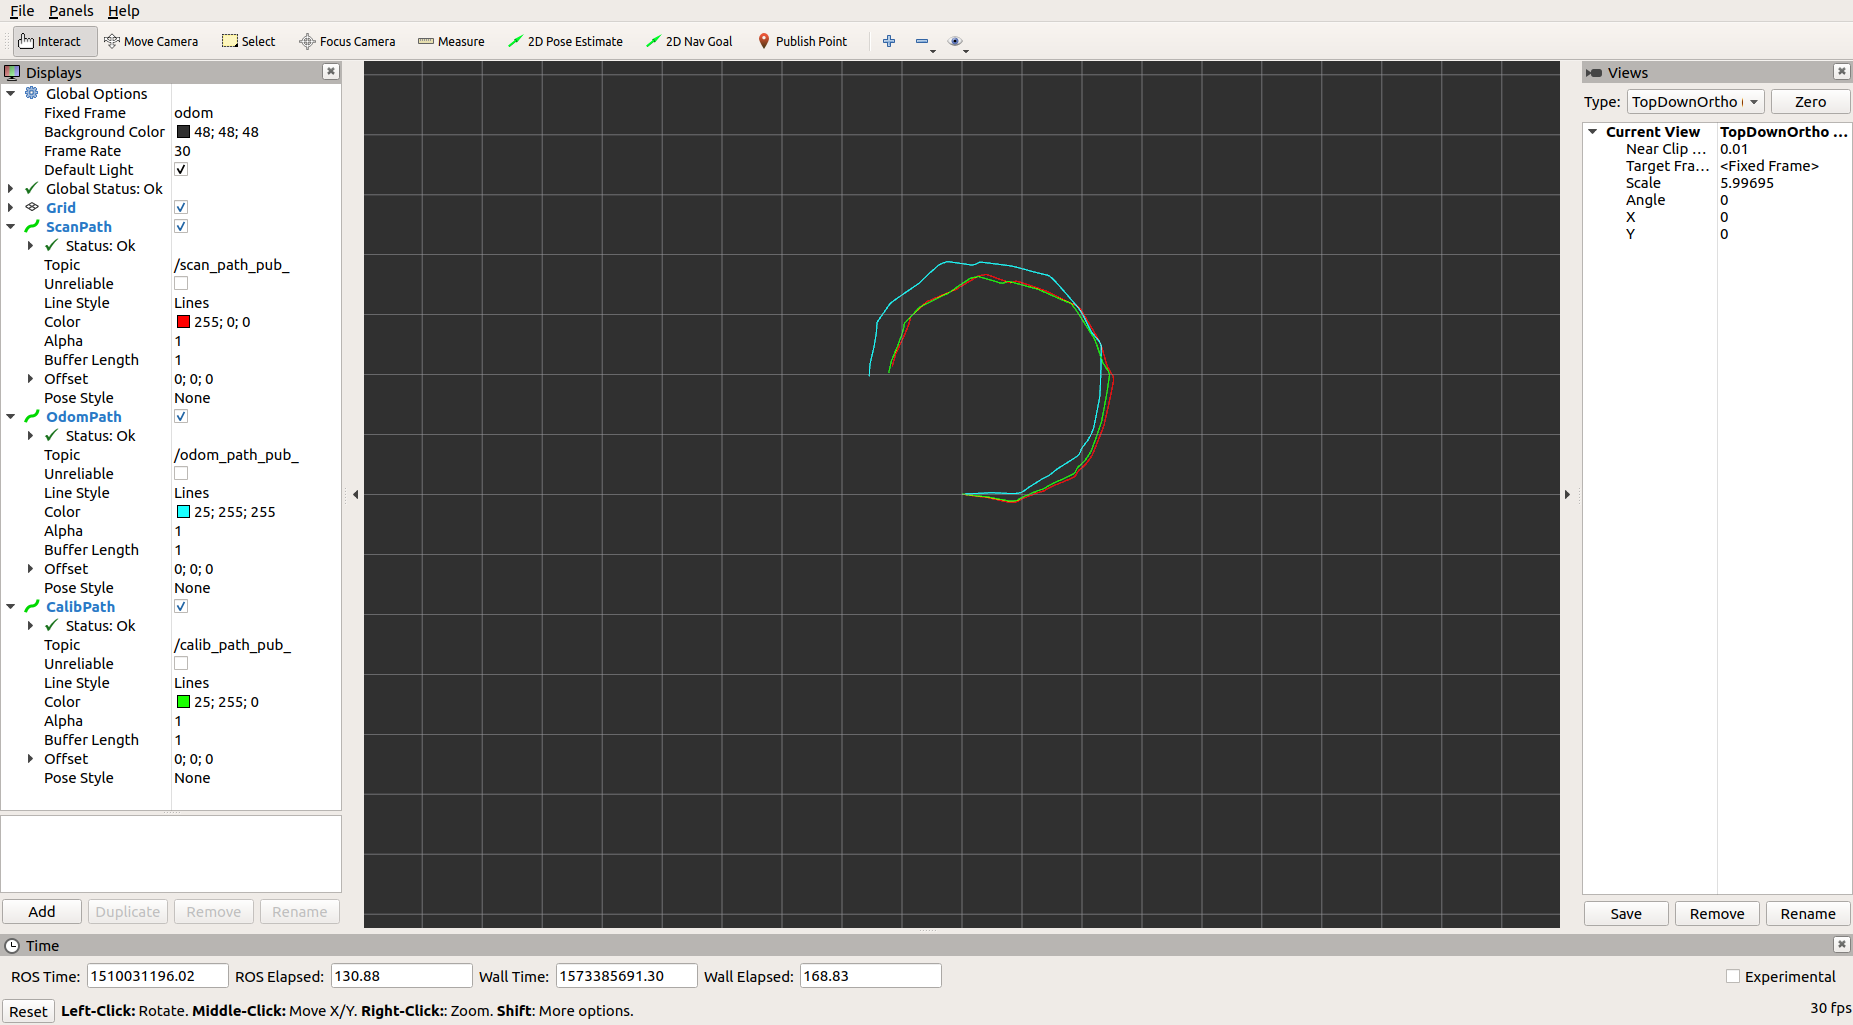 File Panels Help
Interact Move Camera Select Focus Camera Measure 2D Pose Estimate 2D Nav Goal Publish Point
Displays
Global Options
Fixed Frame odom
Background Color 48; 48; 48
Frame Rate 30
Default Light
Global Status: Ok
Grid
ScanPath
Status: Ok
Topic /scan_path_pub_
Unreliable
Line Style Lines
Color 255; 0; 0
Alpha 1
Buffer Length 1
Offset 0; 0; 0
Pose Style None
OdomPath
Status: Ok
Topic /odom_path_pub_
Unreliable
Line Style Lines
Color 25; 255; 255
Alpha 1
Buffer Length 1
Offset 0; 0; 0
Pose Style None
CalibPath
Status: Ok
Topic /calib_path_pub_
Unreliable
Line Style Lines
Color 25; 255; 0
Alpha 1
Buffer Length 1
Offset 0; 0; 0
Pose Style None
Add Duplicate Remove Rename
Views
Type: TopDownOrtho ( Zero
Current View TopDownOrtho ...
Near Clip ... 0.01
Target Fra... <Fixed Frame>
Scale 5.99695
Angle 0
X 0
Y 0
Save Remove Rename
Time
ROS Time: 1510031196.02 ROS Elapsed: 130.88 Wall Time: 1573385691.30 Wall Elapsed: 168.83 Experimental
Reset Left-Click: Rotate. Middle-Click: Move X/Y. Right-Click:: Zoom. Shift: More options. 30 fps